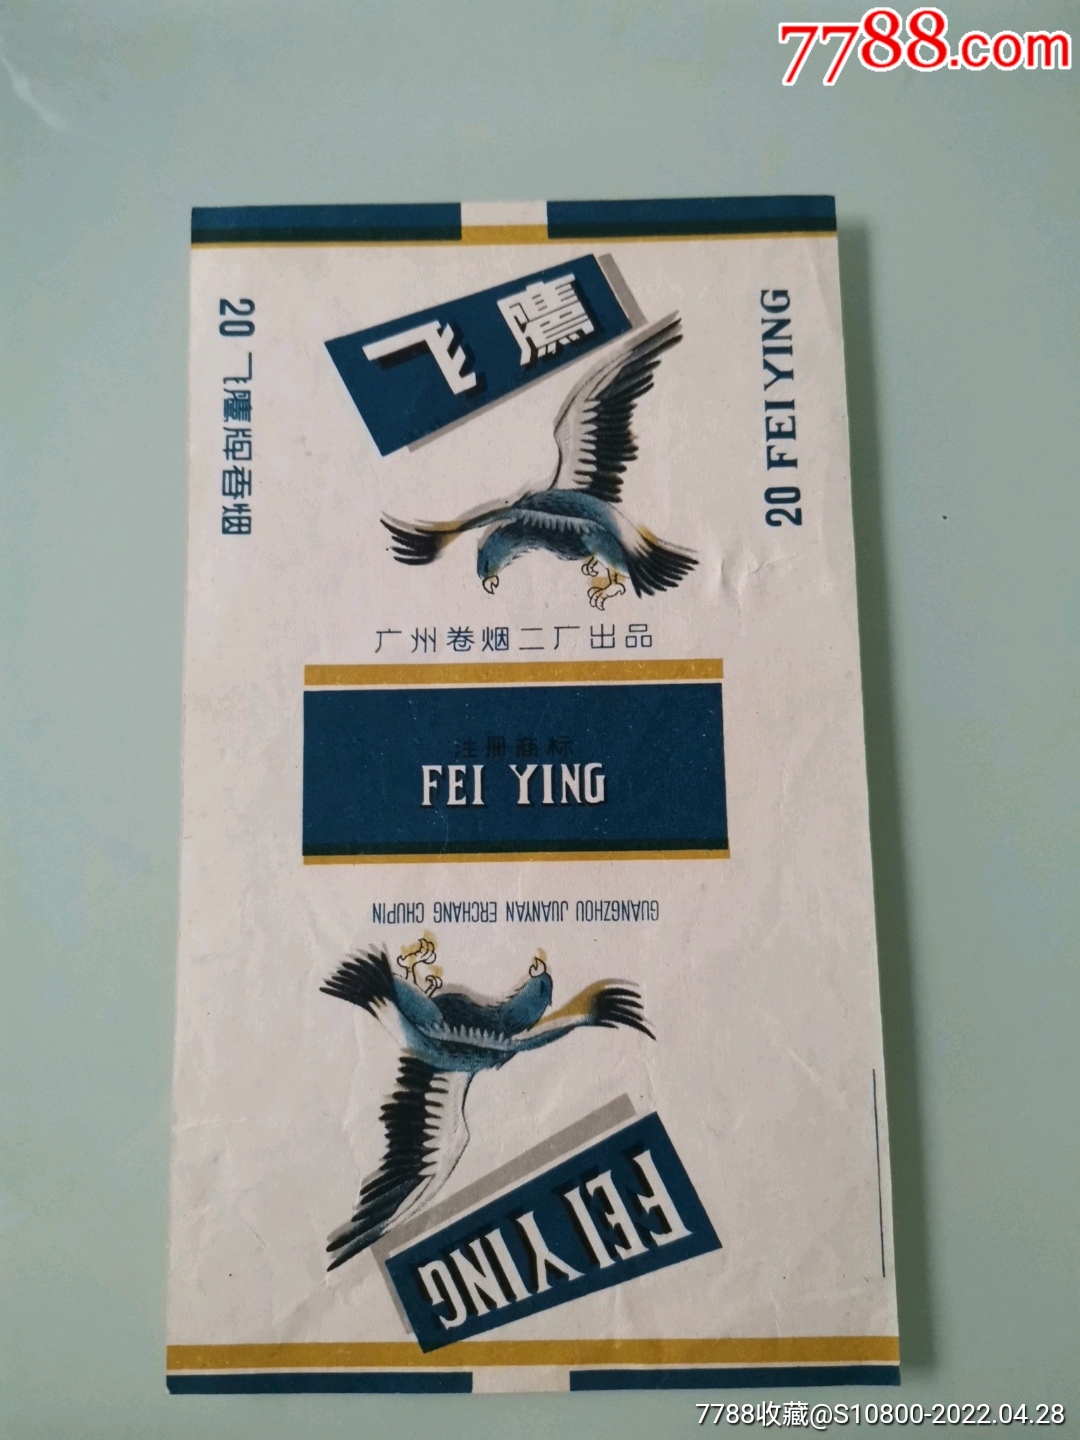 7788.com
飞鹰
20 飞鹰牌香烟
20 FEI YING
广州卷烟二厂出品
注册商标
FEI YING
GUANGZHOU JUANYAN ERCHANG CHUPIN
FEI YING
7788收藏@S10800-2022.04.28